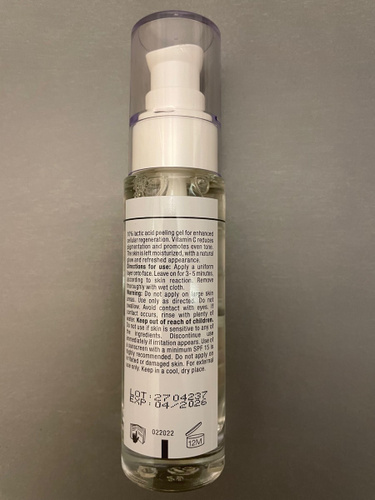 10% lactic acid peeling gel for enhanced
cellular regeneration. Vitamin C reduces
pigmentation and promotes even tone.
The skin is left moisturized, with a natural
glow and refreshed appearance.
Directions for use: Apply a uniform
layer onto face. Leave on for 3-5 minutes
according to skin reaction. Remove
thoroughly with wet cloth.
Warning: Do not apply on large skin
areas. Use only as directed. Do not
swallow. Avoid contact with eyes. If
contact occurs, rinse with plenty of
water. Keep out of reach of children.
Do not use if skin is sensitive to any of
the ingredients. Discontinue use
immediately if irritation appears. Use of
sunscreen with a minimum SPF 15 is
highly recommended. Do not apply on
irritated or damaged skin. For external
use only. Keep in a cool, dry place.
LOT: 2704237
EXP: 04/2026
022022
12M